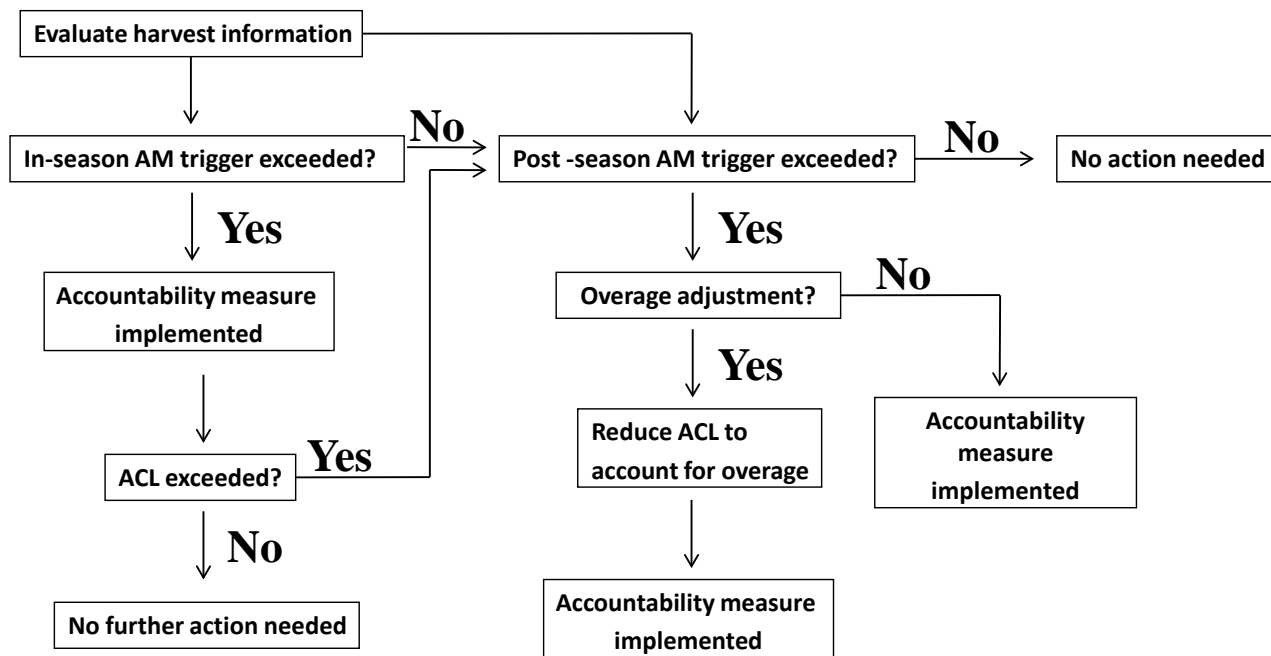 Evaluate harvest information
No
In-season AM trigger exceeded?
Post -season AM trigger exceeded?
No
No action needed
Yes
Yes
Accountability measure
implemented
Overage adjustment?
No
Yes
Reduce ACL to
account for overage
Accountability
measure
implemented
ACL exceeded?
Yes
No
No further action needed
Accountability measure
implemented